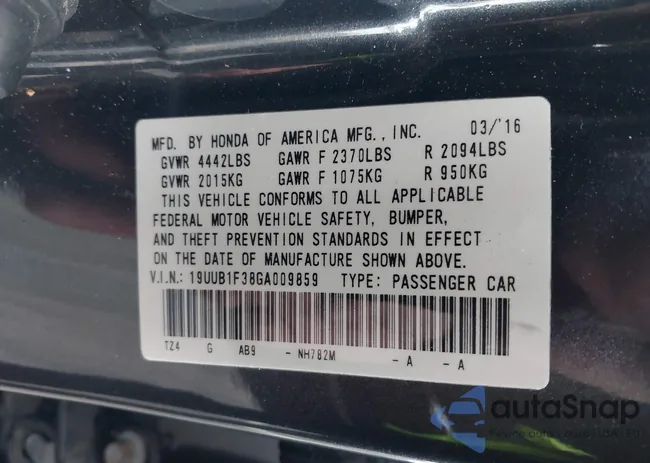 MFD. BY HONDA OF AMERICA MFG., INC. 03/'16
GVWR 4442LBS GAWR F 2370LBS R 2094LBS
GVWR 2015KG GAWR F 1075KG R 950KG
THIS VEHICLE CONFORMS TO ALL APPLICABLE
FEDERAL MOTOR VEHICLE SAFETY, BUMPER,
AND THEFT PREVENTION STANDARDS IN EFFECT
ON THE DATE OF MANUFACTURE SHOWN ABOVE.
V.I.N.: 19UUB1F38GA009859 TYPE: PASSENGER CAR
TZ4 G AB9 - NH782M - A - A
autoSnap